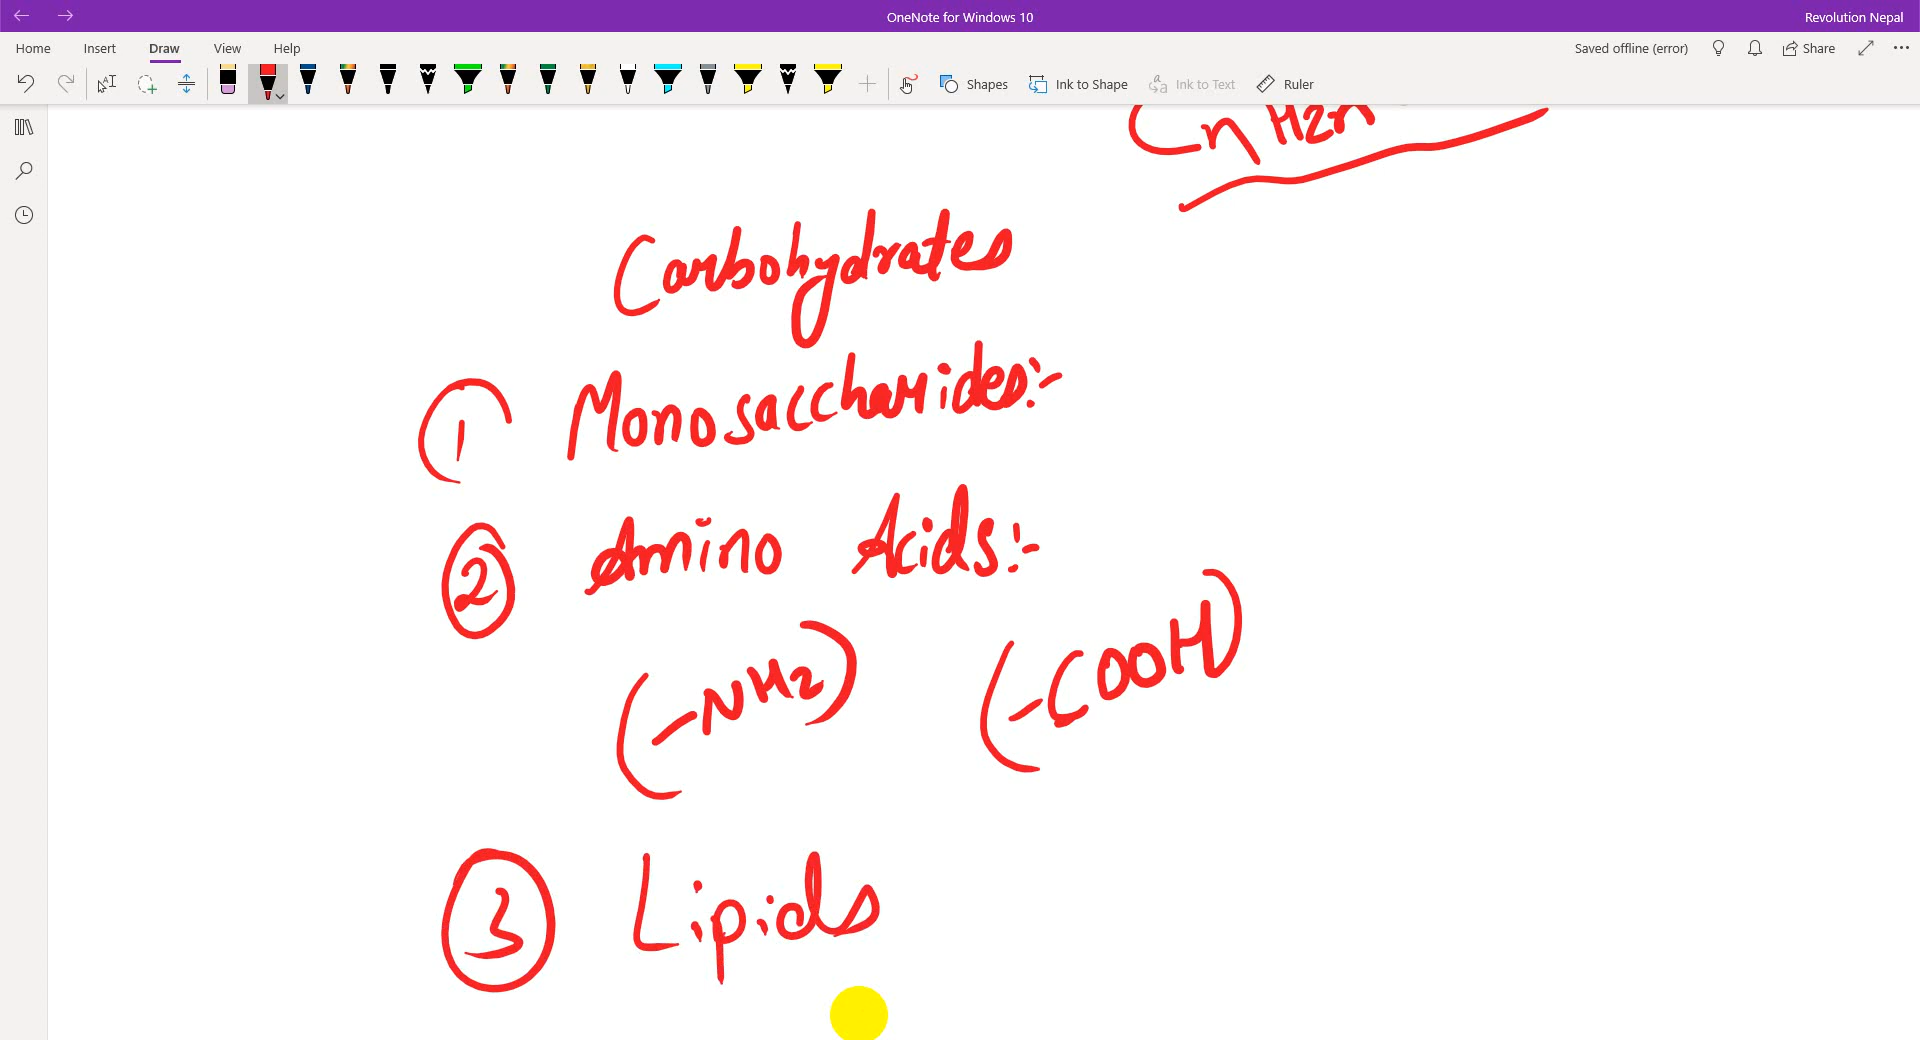 OneNote for Windows 10
Revolution Nepal
Home Insert Draw View Help
Saved offline (error) Share
Shapes Ink to Shape Ink to Text Ruler
CnH2n
Carbohydrates
1 Monosaccharides:-
2 Amino Acids:-
(-NH2) (-COOH)
3 Lipids